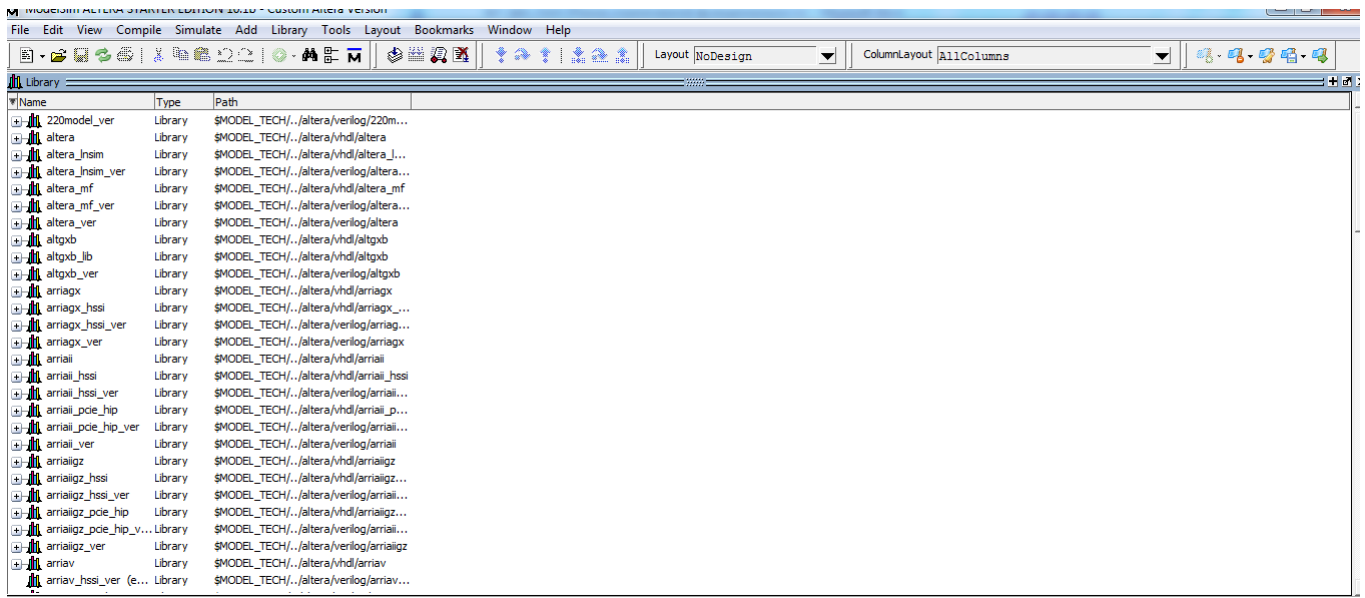 ModelSim ALTERA STARTER EDITION 10.1b - Custom Altera Version
File Edit View Compile Simulate Add Library Tools Layout Bookmarks Window Help
Layout NoDesign ColumnLayout AllColumns
Library
Name Type Path
220model_ver Library $MODEL_TECH/../altera/verilog/220m...
altera Library $MODEL_TECH/../altera/vhdl/altera
altera_lnsim Library $MODEL_TECH/../altera/vhdl/altera_l...
altera_lnsim_ver Library $MODEL_TECH/../altera/verilog/altera...
altera_mf Library $MODEL_TECH/../altera/vhdl/altera_mf
altera_mf_ver Library $MODEL_TECH/../altera/verilog/altera...
altera_ver Library $MODEL_TECH/../altera/verilog/altera
altgxb Library $MODEL_TECH/../altera/vhdl/altgxb
altgxb_lib Library $MODEL_TECH/../altera/vhdl/altgxb
altgxb_ver Library $MODEL_TECH/../altera/verilog/altgxb
arriagx Library $MODEL_TECH/../altera/vhdl/arriagx
arriagx_hssi Library $MODEL_TECH/../altera/vhdl/arriagx_...
arriagx_hssi_ver Library $MODEL_TECH/../altera/verilog/arriag...
arriagx_ver Library $MODEL_TECH/../altera/verilog/arriagx
arriaii Library $MODEL_TECH/../altera/vhdl/arriaii
arriaii_hssi Library $MODEL_TECH/../altera/vhdl/arriaii_hssi
arriaii_hssi_ver Library $MODEL_TECH/../altera/verilog/arriaii...
arriaii_pcie_hip Library $MODEL_TECH/../altera/vhdl/arriaii_p...
arriaii_pcie_hip_ver Library $MODEL_TECH/../altera/verilog/arriaii...
arriaii_ver Library $MODEL_TECH/../altera/verilog/arriaii
arriaiigz Library $MODEL_TECH/../altera/vhdl/arriaiigz
arriaiigz_hssi Library $MODEL_TECH/../altera/vhdl/arriaiigz...
arriaiigz_hssi_ver Library $MODEL_TECH/../altera/verilog/arriaii...
arriaiigz_pcie_hip Library $MODEL_TECH/../altera/vhdl/arriaiigz...
arriaiigz_pcie_hip_v... Library $MODEL_TECH/../altera/verilog/arriaii...
arriaiigz_ver Library $MODEL_TECH/../altera/verilog/arriaiigz
arriav Library $MODEL_TECH/../altera/vhdl/arriav
arriav_hssi_ver (e... Library $MODEL_TECH/../altera/verilog/arriav...